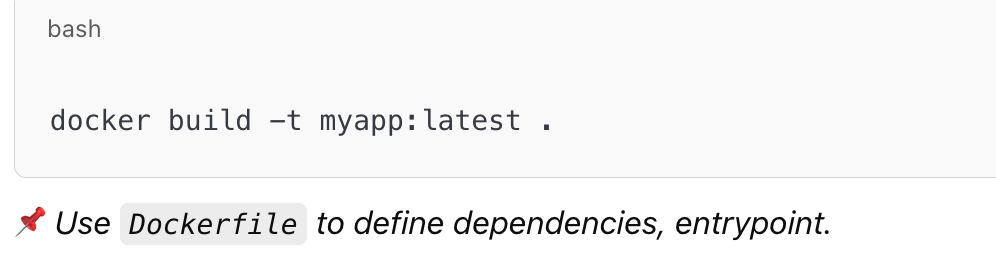 bash
docker build -t myapp:latest .
📌 Use Dockerfile to define dependencies, entrypoint.